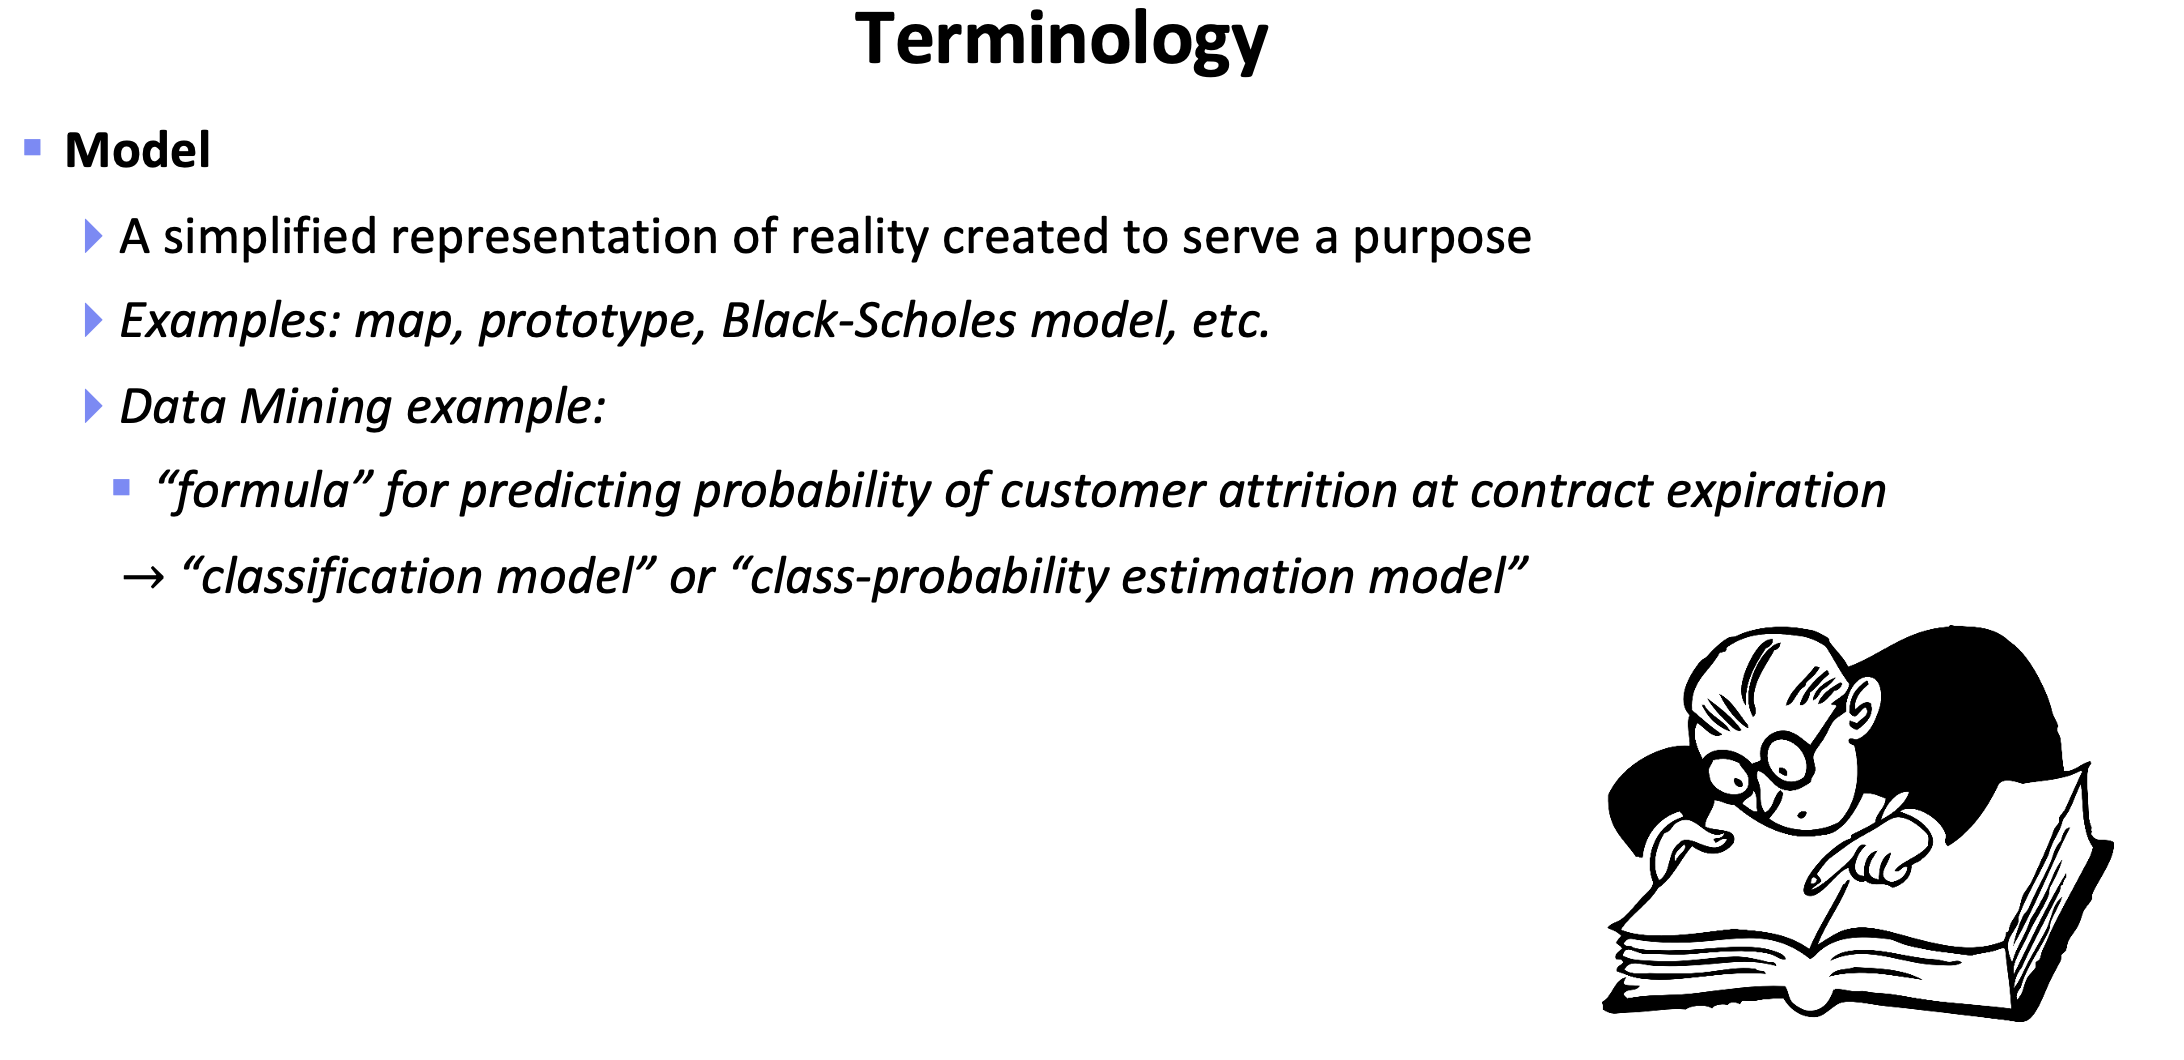 Terminology
Model
A simplified representation of reality created to serve a purpose
Examples: map, prototype, Black-Scholes model, etc.
Data Mining example:
“formula” for predicting probability of customer attrition at contract expiration
→ “classification model” or “class-probability estimation model”